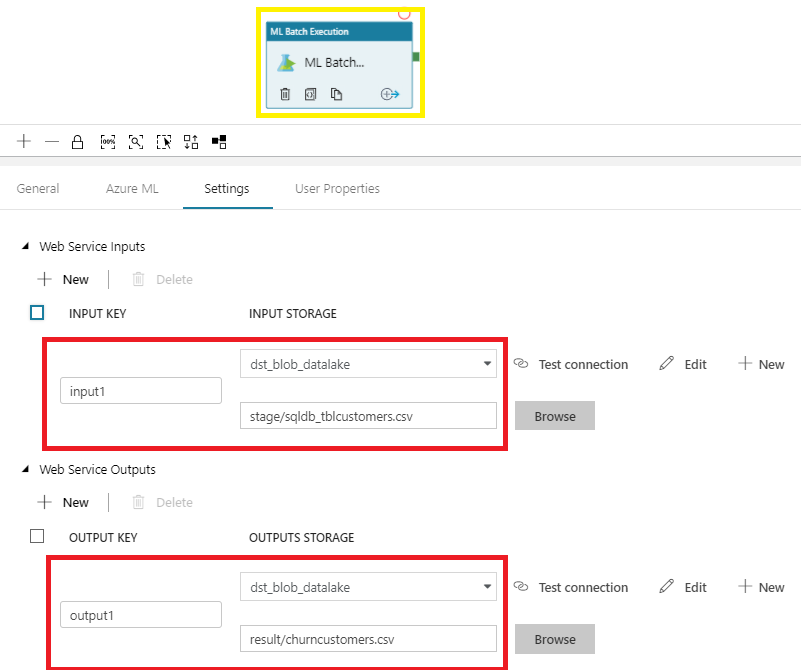 ML Batch Execution
ML Batch...
General Azure ML Settings User Properties
Web Service Inputs
New Delete
INPUT KEY INPUT STORAGE
dst_blob_datalake Test connection Edit New
input1
stage/sqldb_tblcustomers.csv Browse
Web Service Outputs
New Delete
OUTPUT KEY OUTPUTS STORAGE
dst_blob_datalake Test connection Edit New
output1
result/churncustomers.csv Browse